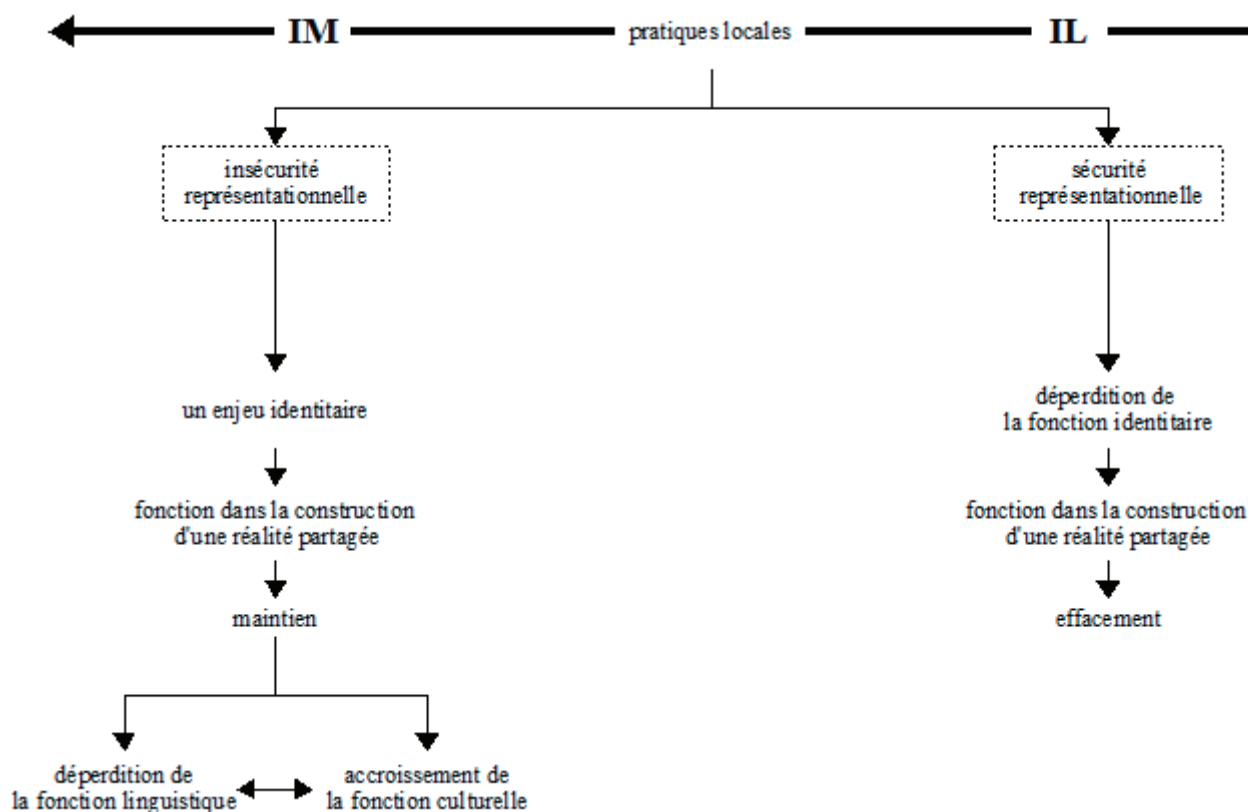 IM pratiques locales IL
insécurité
représentationnelle
sécurité
représentationnelle
un enjeu identitaire
déperdition de
la fonction identitaire
fonction dans la construction
d'une réalité partagée
fonction dans la construction
d'une réalité partagée
maintien
effacement
déperdition de
la fonction linguistique
accroissement de
la fonction culturelle